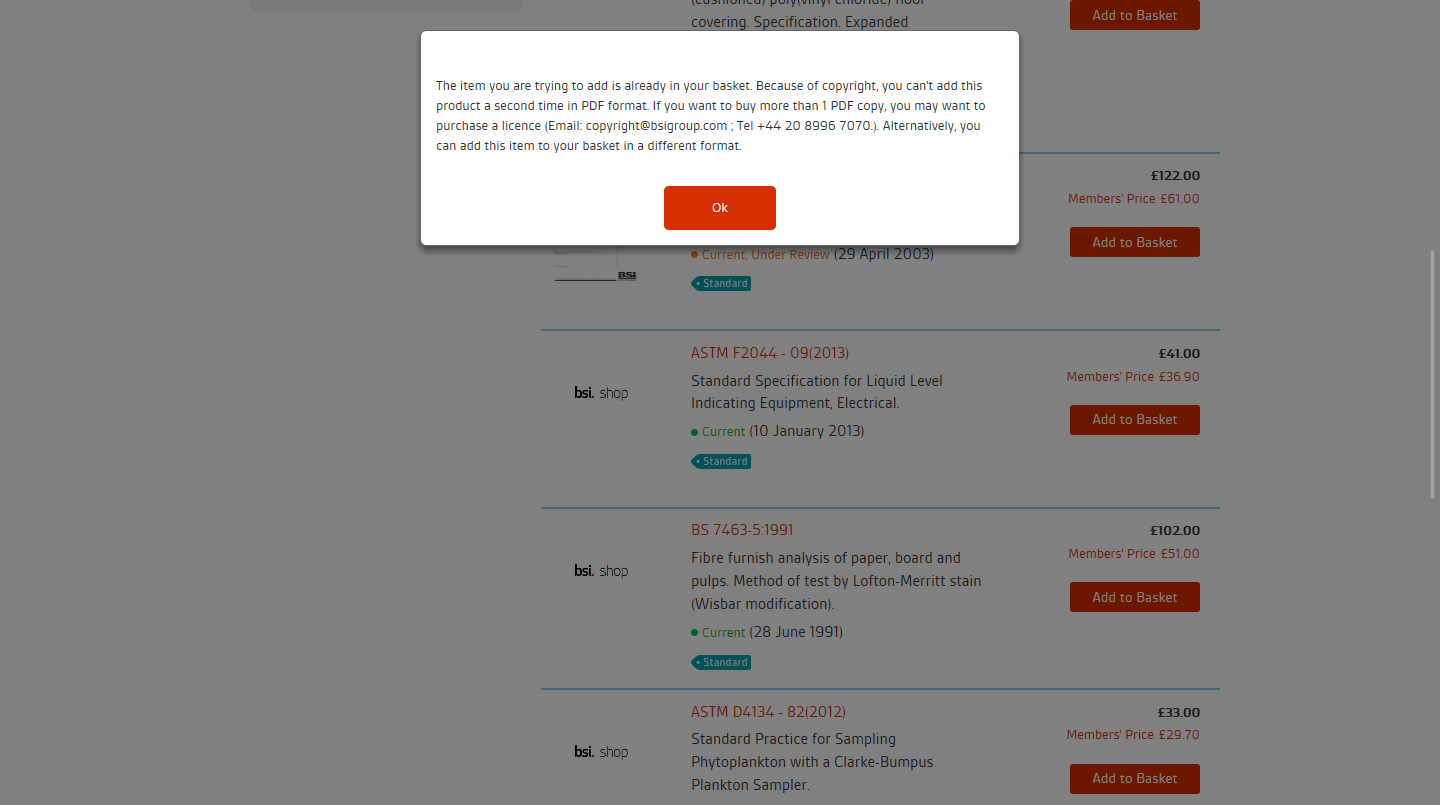 (cushioned) poly(vinyl chloride) floor
covering. Specification. Expanded
Add to Basket
The item you are trying to add is already in your basket. Because of copyright, you can't add this
product a second time in PDF format. If you want to buy more than 1 PDF copy, you may want to
purchase a licence (Email: copyright@bsigroup.com ; Tel +44 20 8996 7070.). Alternatively, you
can add this item to your basket in a different format.
Ok
£122.00
Members' Price £61.00
Add to Basket
BSi
Current, Under Review (29 April 2003)
Standard
ASTM F2044 - 09(2013)
£41.00
Standard Specification for Liquid Level
Indicating Equipment, Electrical.
Members' Price £36.90
bsi. shop
Add to Basket
Current (10 January 2013)
Standard
BS 7463-5:1991
£102.00
Fibre furnish analysis of paper, board and
pulps. Method of test by Lofton-Merritt stain
(Wisbar modification).
Members' Price £51.00
bsi. shop
Add to Basket
Current (28 June 1991)
Standard
ASTM D4134 - 82(2012)
£33.00
Standard Practice for Sampling
Phytoplankton with a Clarke-Bumpus
Plankton Sampler.
Members' Price £29.70
bsi. shop
Add to Basket